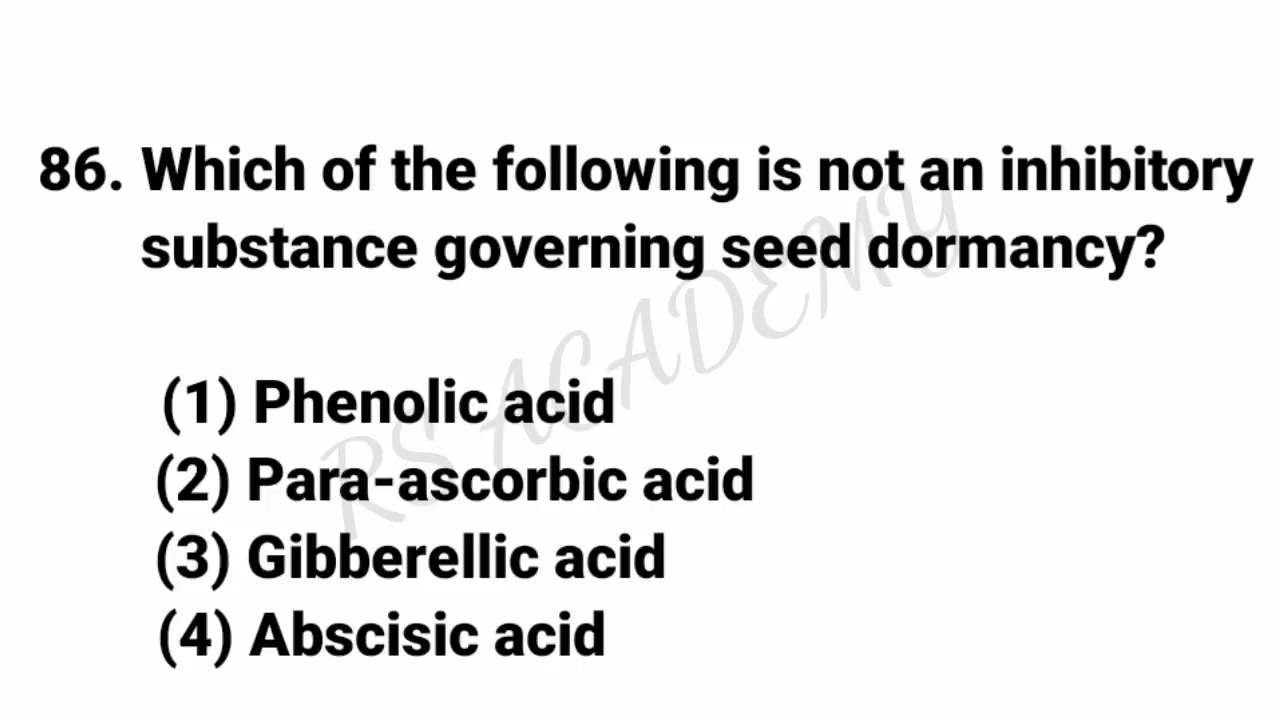 86. Which of the following is not an inhibitory
substance governing seed dormancy?
(1) Phenolic acid
(2) Para-ascorbic acid
(3) Gibberellic acid
(4) Abscisic acid
RS ACADEMY